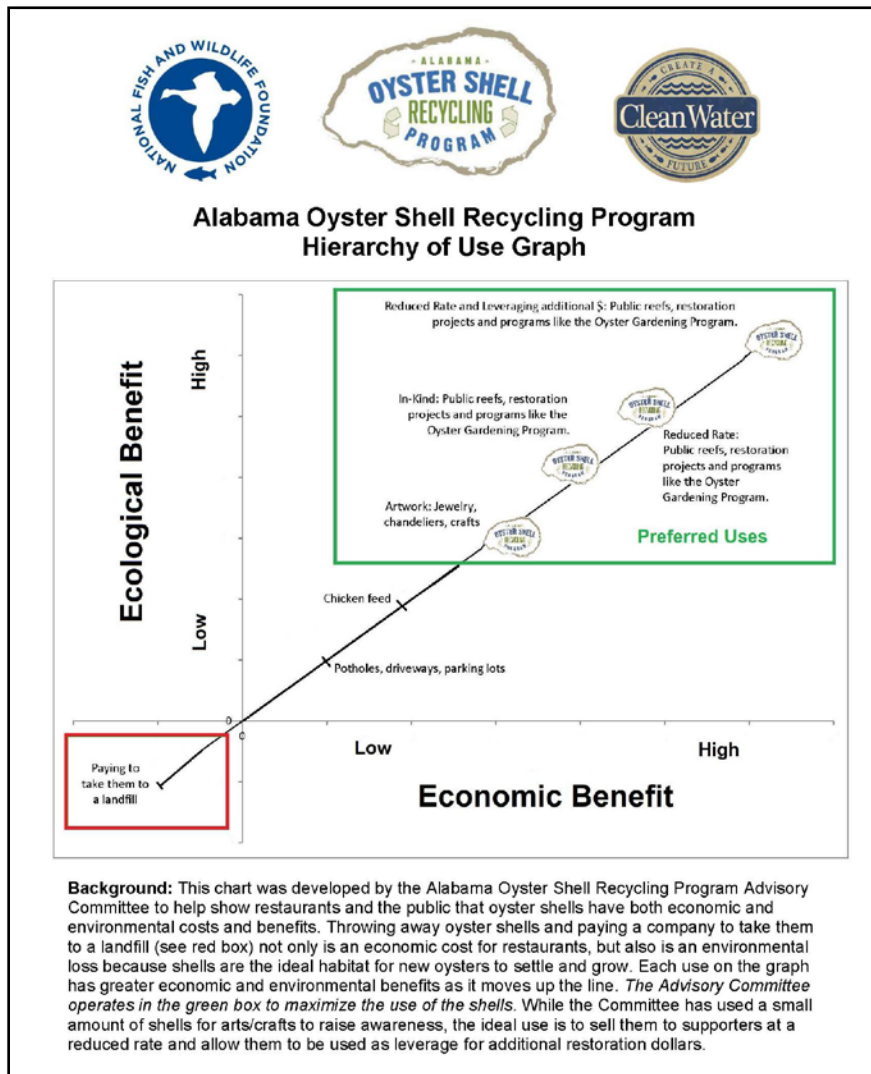 NATIONAL FISH AND WILDLIFE FOUNDATION
· ALABAMA ·
OYSTER SHELL
RECYCLING
PROGRAM
CREATE A
CleanWater
FUTURE
Alabama Oyster Shell Recycling Program
Hierarchy of Use Graph
Reduced Rate and Leveraging additional $: Public reefs, restoration
projects and programs like the Oyster Gardening Program.
In-Kind: Public reefs, restoration
projects and programs like the
Oyster Gardening Program.
Reduced Rate:
Public reefs, restoration
projects and programs
like the Oyster
Gardening Program.
Artwork: Jewelry,
chandeliers, crafts
Preferred Uses
Chicken feed
Potholes, driveways, parking lots
Ecological Benefit
High
Low
0
0
Low
High
Economic Benefit
Paying to
take them to
a landfill
Background: This chart was developed by the Alabama Oyster Shell Recycling Program Advisory
Committee to help show restaurants and the public that oyster shells have both economic and
environmental costs and benefits. Throwing away oyster shells and paying a company to take them
to a landfill (see red box) not only is an economic cost for restaurants, but also is an environmental
loss because shells are the ideal habitat for new oysters to settle and grow. Each use on the graph
has greater economic and environmental benefits as it moves up the line. The Advisory Committee
operates in the green box to maximize the use of the shells. While the Committee has used a small
amount of shells for arts/crafts to raise awareness, the ideal use is to sell them to supporters at a
reduced rate and allow them to be used as leverage for additional restoration dollars.